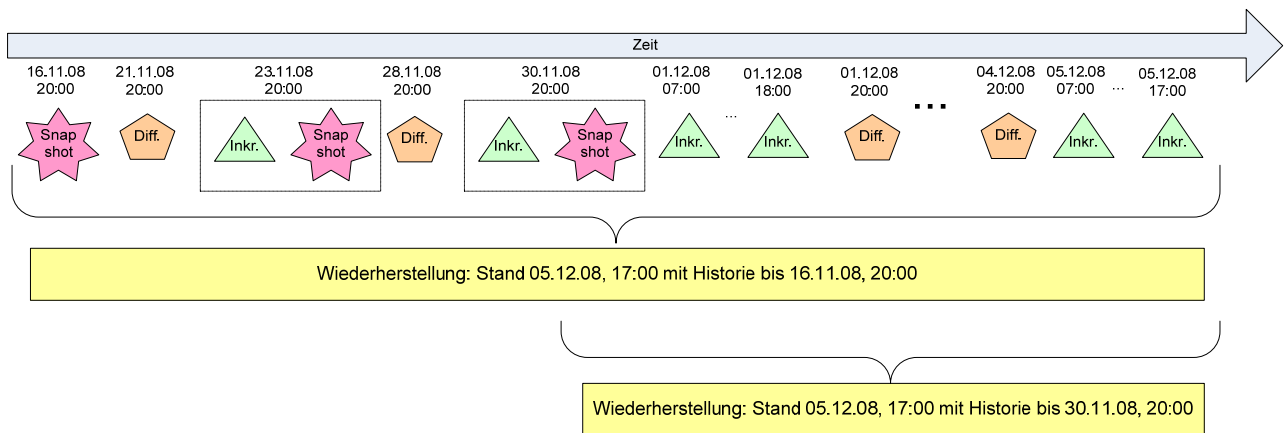 Zeit
16.11.08 21.11.08 23.11.08 28.11.08 30.11.08 01.12.08 01.12.08 01.12.08 04.12.08 05.12.08 05.12.08
20:00 20:00 20:00 20:00 20:00 07:00 18:00 20:00 ... 20:00 07:00 ... 17:00
Snap
shot
Diff.
Inkr.
Snap
shot
Diff.
Inkr.
Snap
shot
Inkr.
...
Inkr.
Diff.
Diff.
Inkr.
Inkr.
Wiederherstellung: Stand 05.12.08, 17:00 mit Historie bis 16.11.08, 20:00
Wiederherstellung: Stand 05.12.08, 17:00 mit Historie bis 30.11.08, 20:00